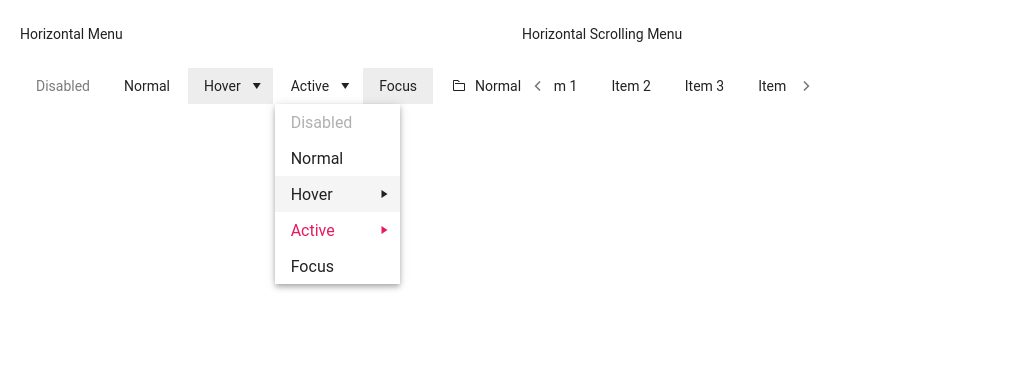 Horizontal Menu Horizontal Scrolling Menu
Disabled Normal Hover Active Focus Normal m 1 Item 2 Item 3 Item
Disabled
Normal
Hover
Active
Focus